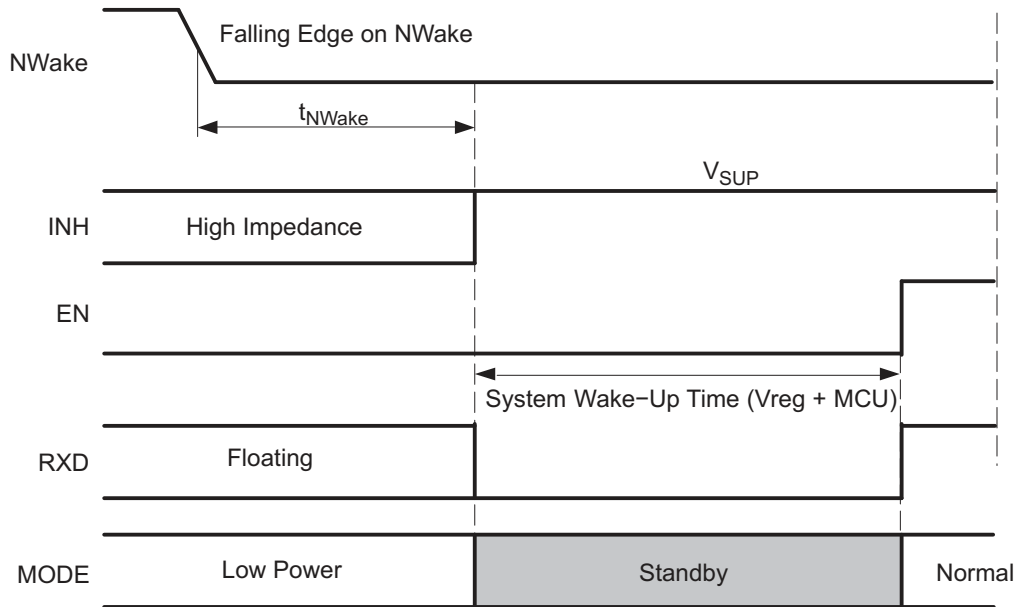 Falling Edge on NWake
NWake
tNWake
VSUP
INH
High Impedance
EN
System Wake−Up Time (Vreg + MCU)
RXD
Floating
MODE
Low Power
Standby
Normal